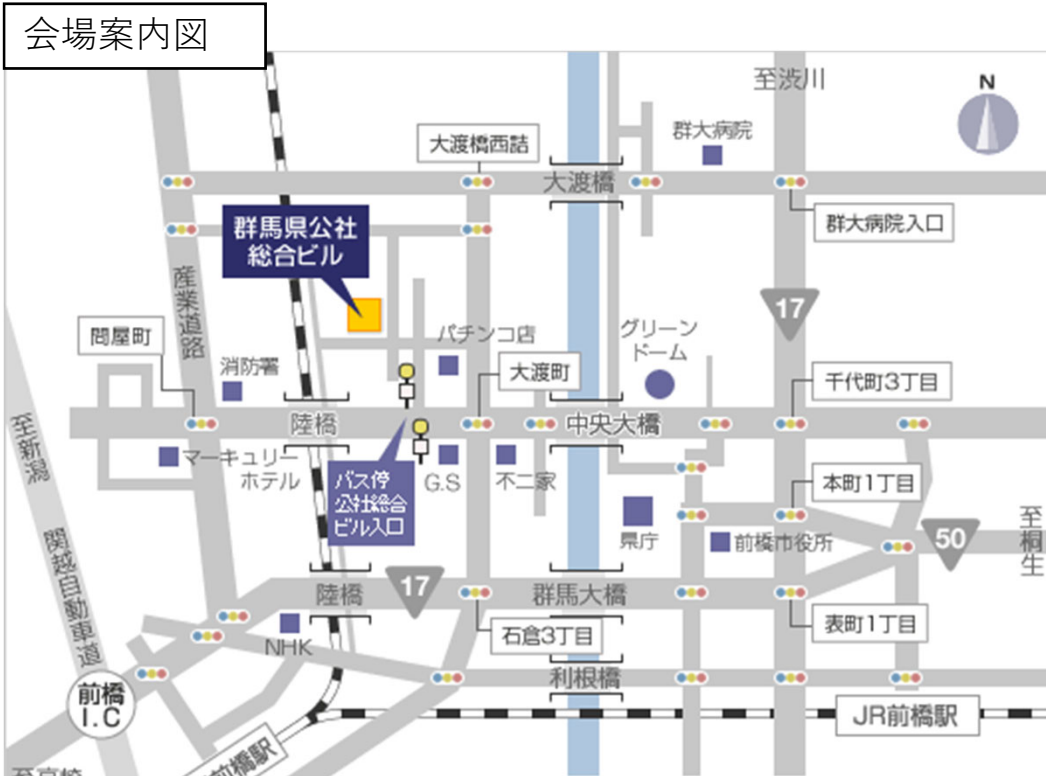 会場案内図
至渋川
N
群大病院
大渡橋西詰
大渡橋
群大病院入口
群馬県公社
総合ビル
産業道路
17
問屋町
消防署
パチンコ店
グリーン
ドーム
大渡町
千代町3丁目
至新潟
陸橋
中央大橋
マーキュリー
ホテル
バス停
公社総合
ビル入口
G.S
不二家
本町1丁目
県庁
前橋市役所
50
至桐生
関越自動車道
陸橋
17
群馬大橋
石倉3丁目
表町1丁目
NHK
利根橋
前橋
I.C
JR前橋駅
前橋駅